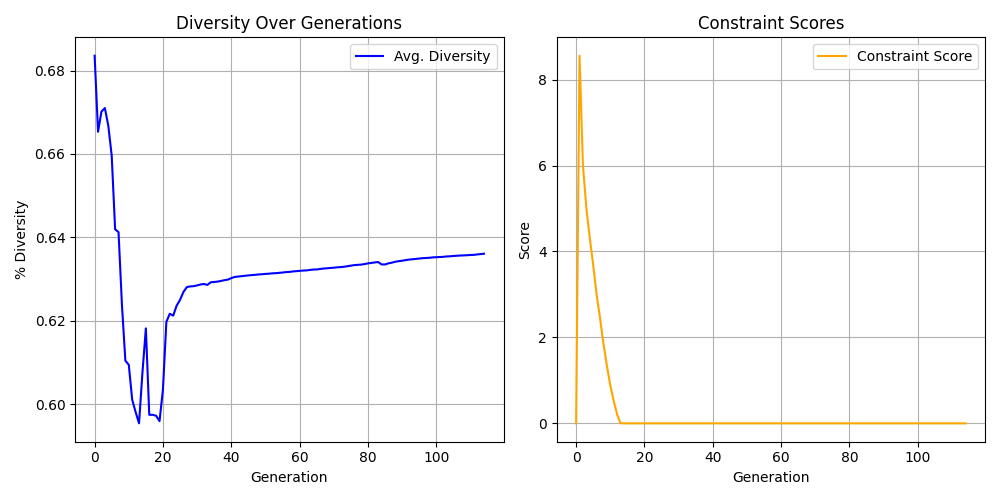 Diversity Over Generations
Avg. Diversity
% Diversity
0.68
0.66
0.64
0.62
0.60
0 20 40 60 80 100
Generation
Constraint Scores
Constraint Score
Score
8
6
4
2
0
0 20 40 60 80 100
Generation